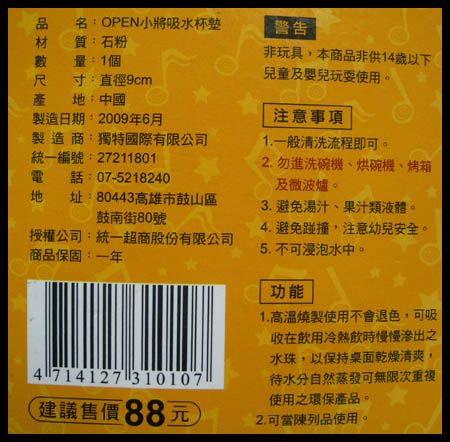 品名：OPEN小將吸水杯墊
材質：石粉
數量：1個
尺寸：直徑9cm
產地：中國
製造日期：2009年6月
製造商：獨特國際有限公司
統一編號：27211801
電話：07-5218240
地址：80443高雄市鼓山區
鼓南街80號
授權公司：統一超商股份有限公司
商品保固：一年
4 714127 310107
建議售價88元
警告
非玩具，本商品非供14歲以下
兒童及嬰兒玩耍使用。
注意事項
1.一般清洗流程即可。
2.勿進洗碗機、烘碗機、烤箱
及微波爐。
3.避免湯汁、果汁類液體。
4.避免踫撞，注意幼兒安全。
5.不可浸泡水中。
功能
1.高溫燒製使用不會退色，可吸
收在飲用冷熱飲時慢慢滲出之
水珠，以保持桌面乾燥清爽，
待水分自然蒸發可無限次重複
使用之環保產品。
2.可當陳列品使用。